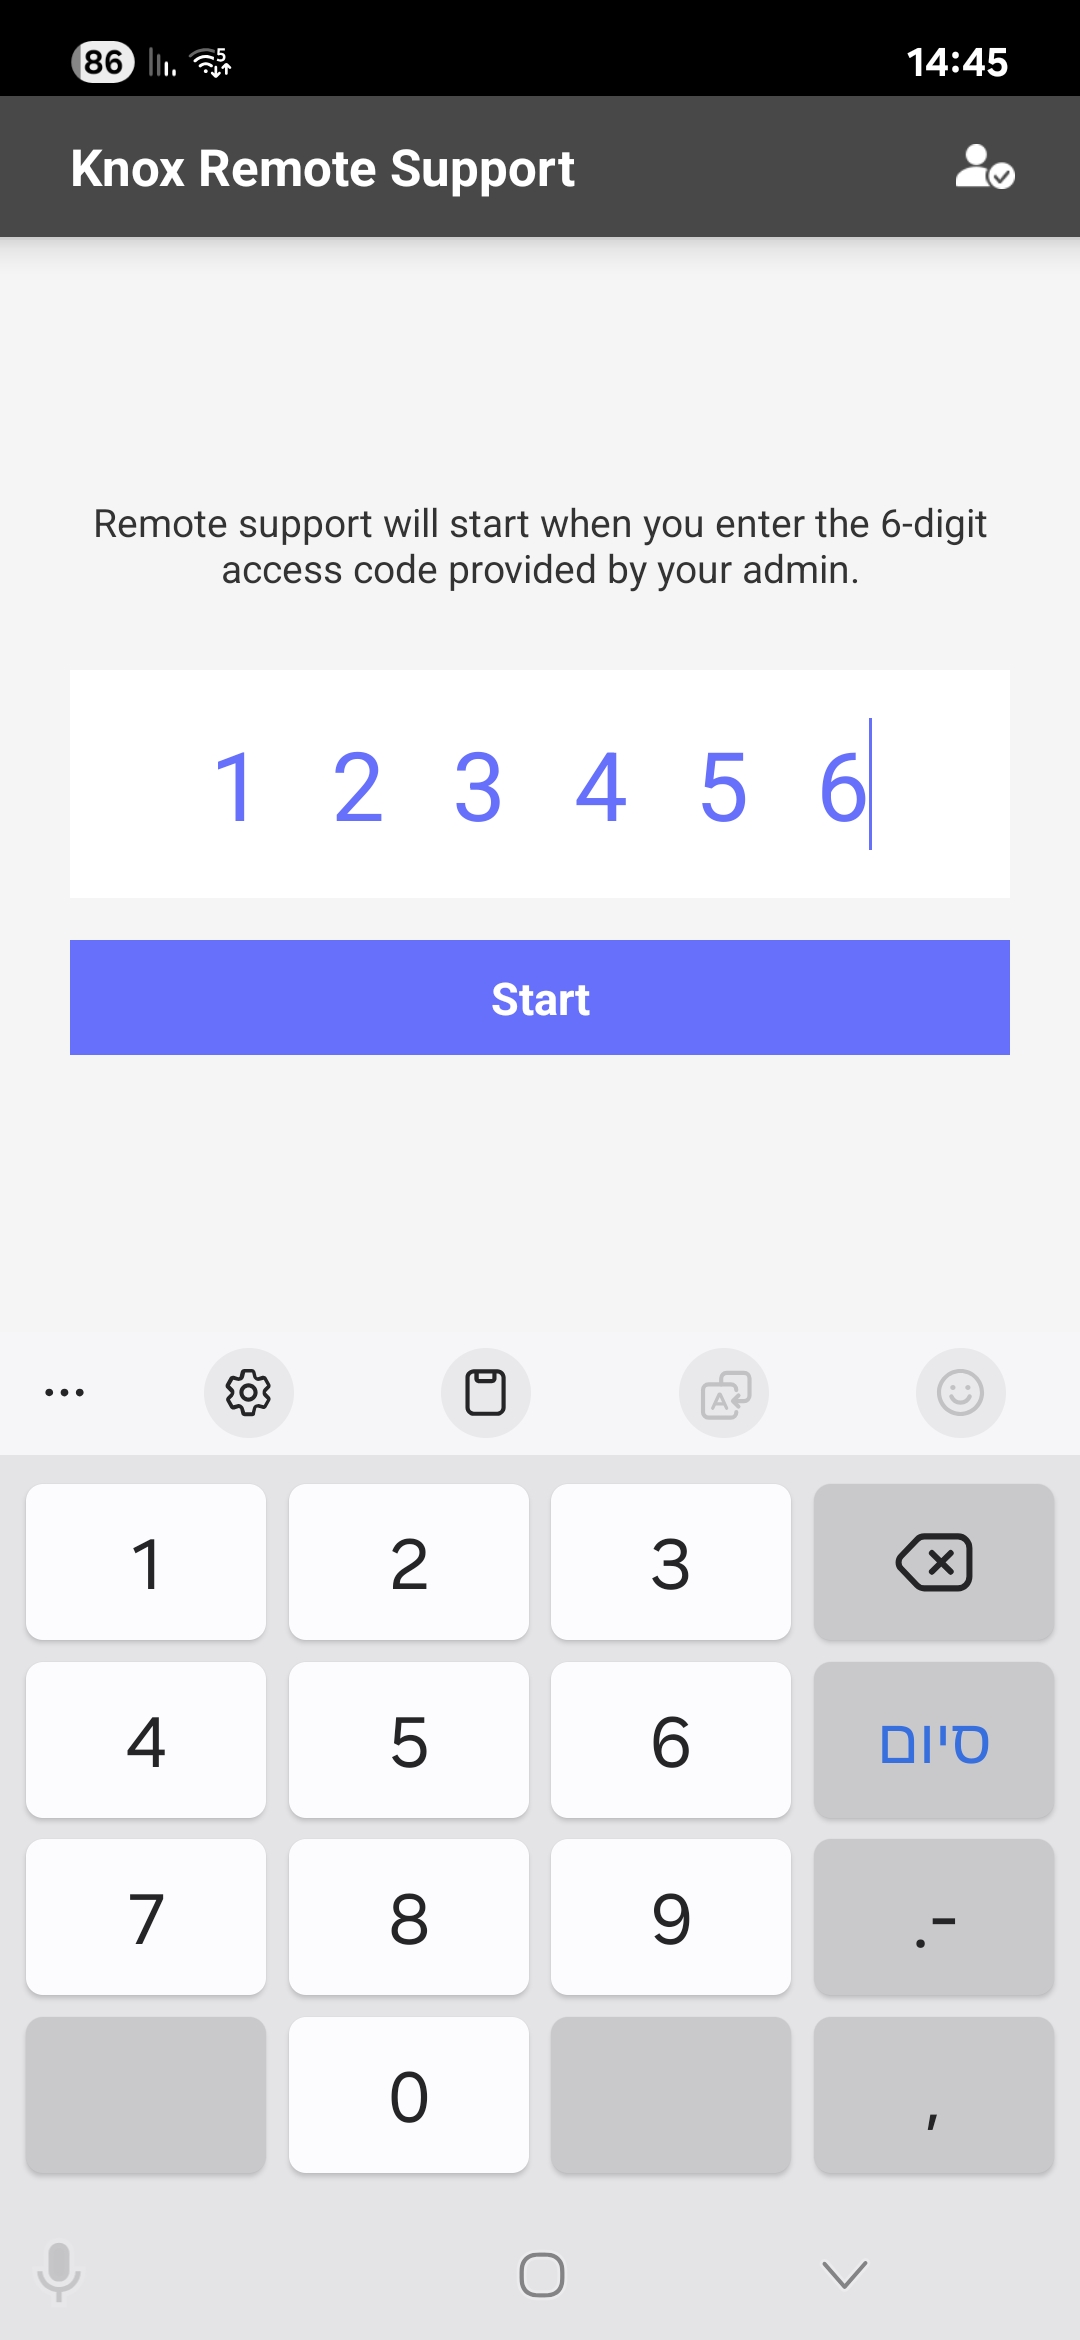 86 5 14:45
Knox Remote Support
Remote support will start when you enter the 6-digit
access code provided by your admin.
1 2 3 4 5 6
Start
A
1 2 3
4 5 6 סיום
7 8 9 .-
0 ,